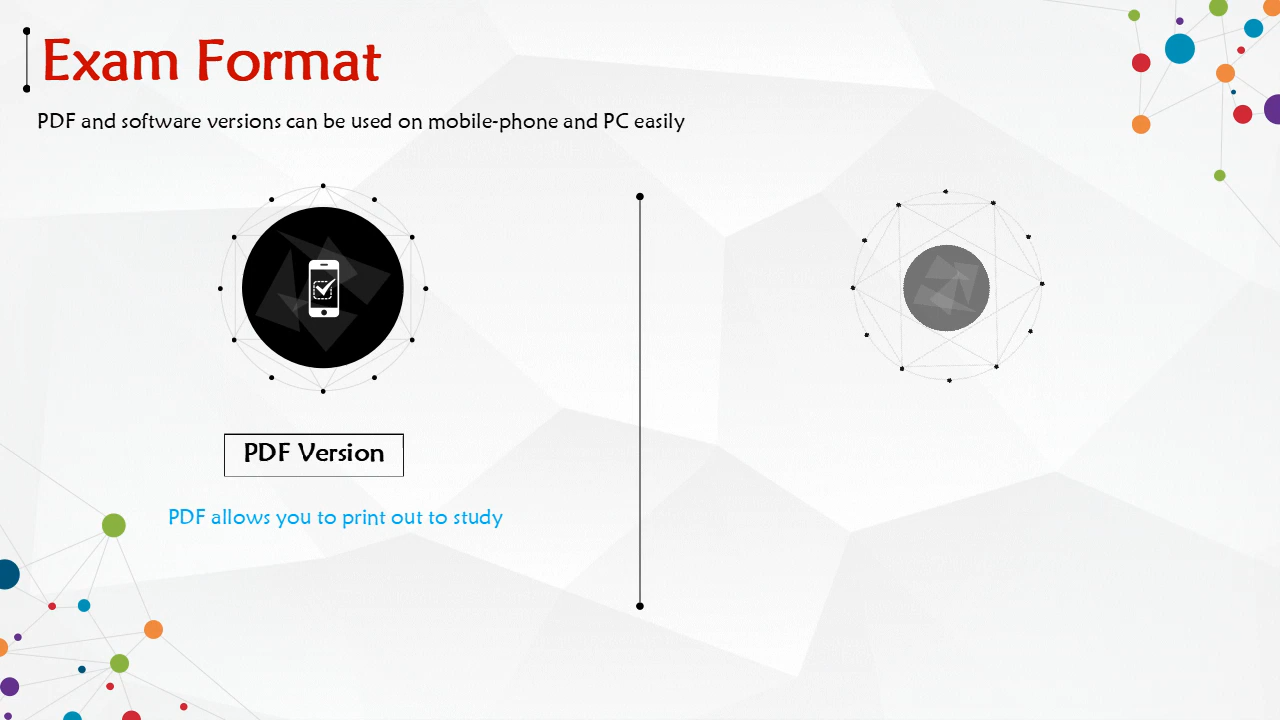 Exam Format
PDF and software versions can be used on mobile-phone and PC easily
PDF Version
PDF allows you to print out to study